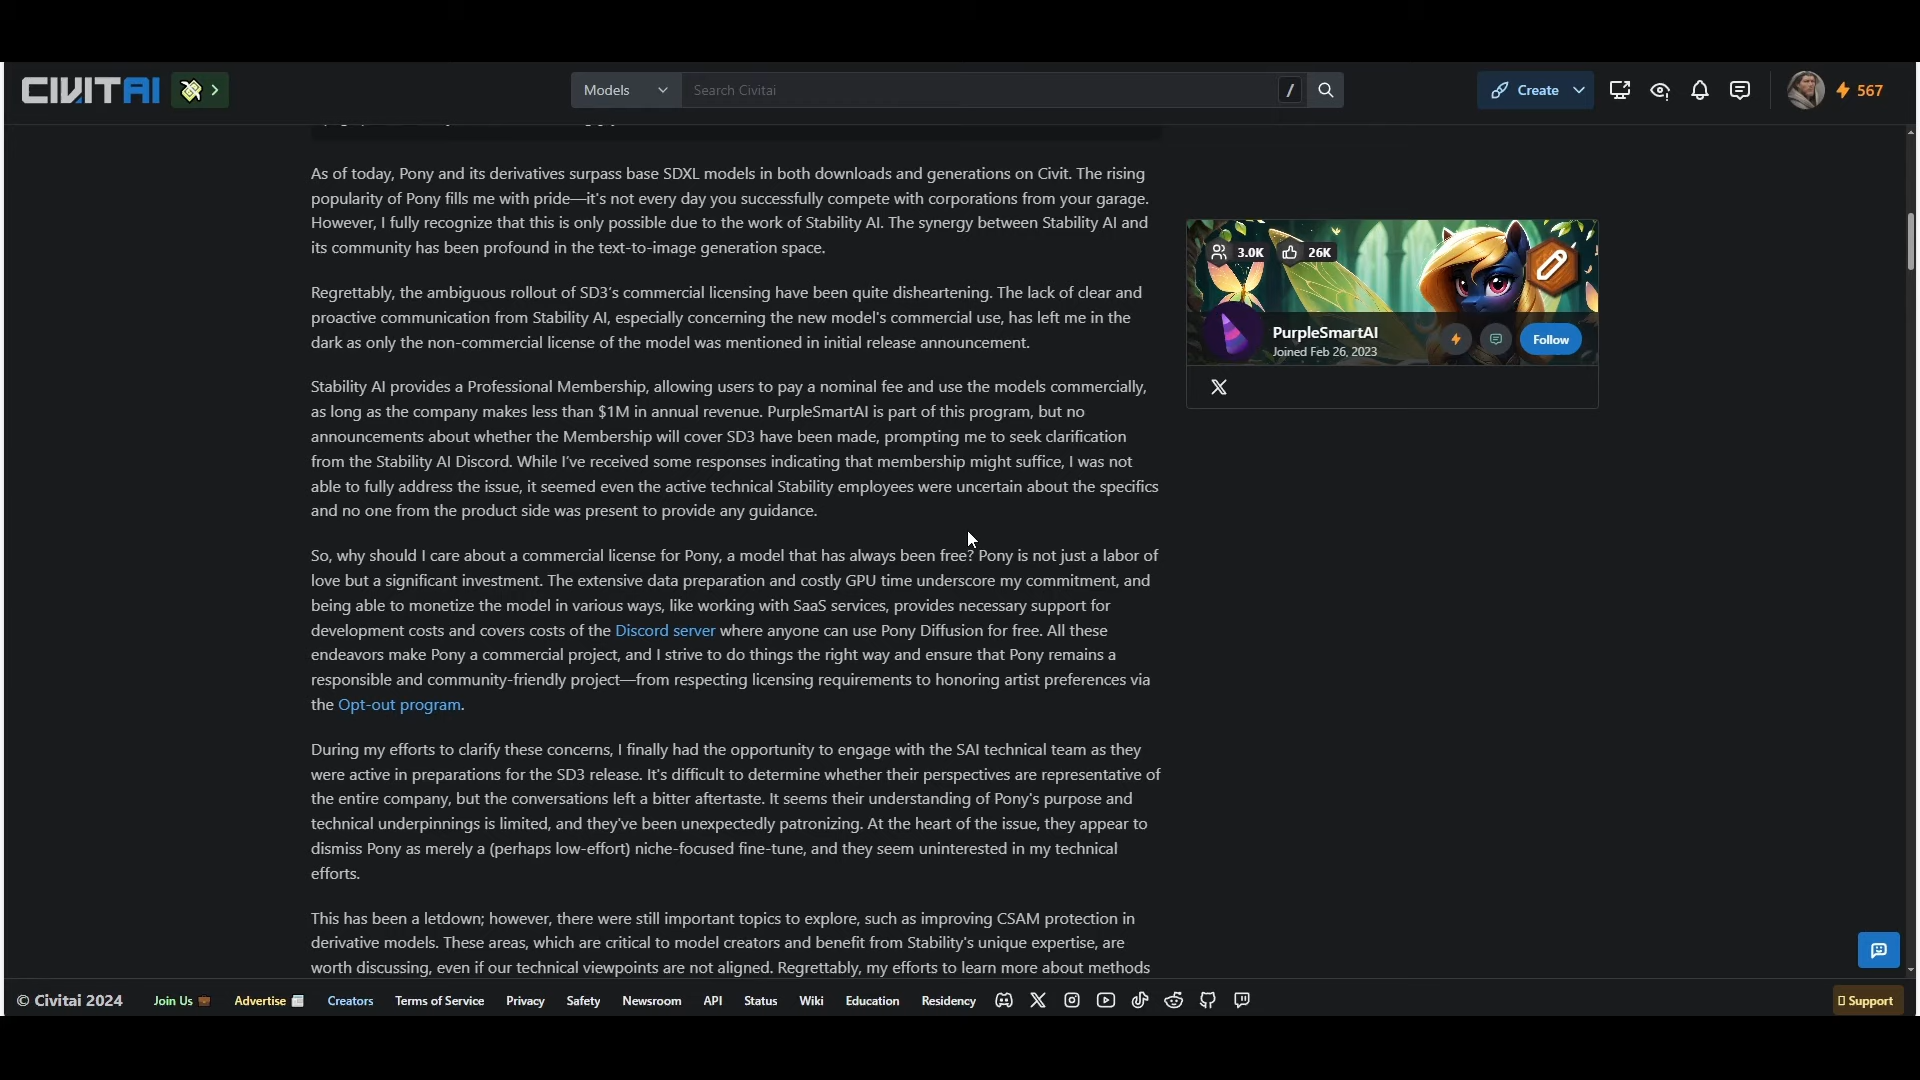 CIVITAI
Models
Search Civitai
/
Create
567
As of today, Pony and its derivatives surpass base SDXL models in both downloads and generations on Civit. The rising
popularity of Pony fills me with pride—it's not every day you successfully compete with corporations from your garage.
However, I fully recognize that this is only possible due to the work of Stability AI. The synergy between Stability AI and
its community has been profound in the text-to-image generation space.
Regrettably, the ambiguous rollout of SD3's commercial licensing have been quite disheartening. The lack of clear and
proactive communication from Stability AI, especially concerning the new model's commercial use, has left me in the
dark as only the non-commercial license of the model was mentioned in initial release announcement.
Stability AI provides a Professional Membership, allowing users to pay a nominal fee and use the models commercially,
as long as the company makes less than $1M in annual revenue. PurpleSmartAI is part of this program, but no
announcements about whether the Membership will cover SD3 have been made, prompting me to seek clarification
from the Stability AI Discord. While I've received some responses indicating that membership might suffice, I was not
able to fully address the issue, it seemed even the active technical Stability employees were uncertain about the specifics
and no one from the product side was present to provide any guidance.
So, why should I care about a commercial license for Pony, a model that has always been free? Pony is not just a labor of
love but a significant investment. The extensive data preparation and costly GPU time underscore my commitment, and
being able to monetize the model in various ways, like working with SaaS services, provides necessary support for
development costs and covers costs of the Discord server where anyone can use Pony Diffusion for free. All these
endeavors make Pony a commercial project, and I strive to do things the right way and ensure that Pony remains a
responsible and community-friendly project—from respecting licensing requirements to honoring artist preferences via
the Opt-out program.
During my efforts to clarify these concerns, I finally had the opportunity to engage with the SAI technical team as they
were active in preparations for the SD3 release. It's difficult to determine whether their perspectives are representative of
the entire company, but the conversations left a bitter aftertaste. It seems their understanding of Pony's purpose and
technical underpinnings is limited, and they've been unexpectedly patronizing. At the heart of the issue, they appear to
dismiss Pony as merely a (perhaps low-effort) niche-focused fine-tune, and they seem uninterested in my technical
efforts.
This has been a letdown; however, there were still important topics to explore, such as improving CSAM protection in
derivative models. These areas, which are critical to model creators and benefit from Stability's unique expertise, are
worth discussing, even if our technical viewpoints are not aligned. Regrettably, my efforts to learn more about methods
3.0K 26K
PurpleSmartAI
Joined Feb 26, 2023
Follow
© Civitai 2024 Join Us Advertise Creators Terms of Service Privacy Safety Newsroom API Status Wiki Education Residency
Support